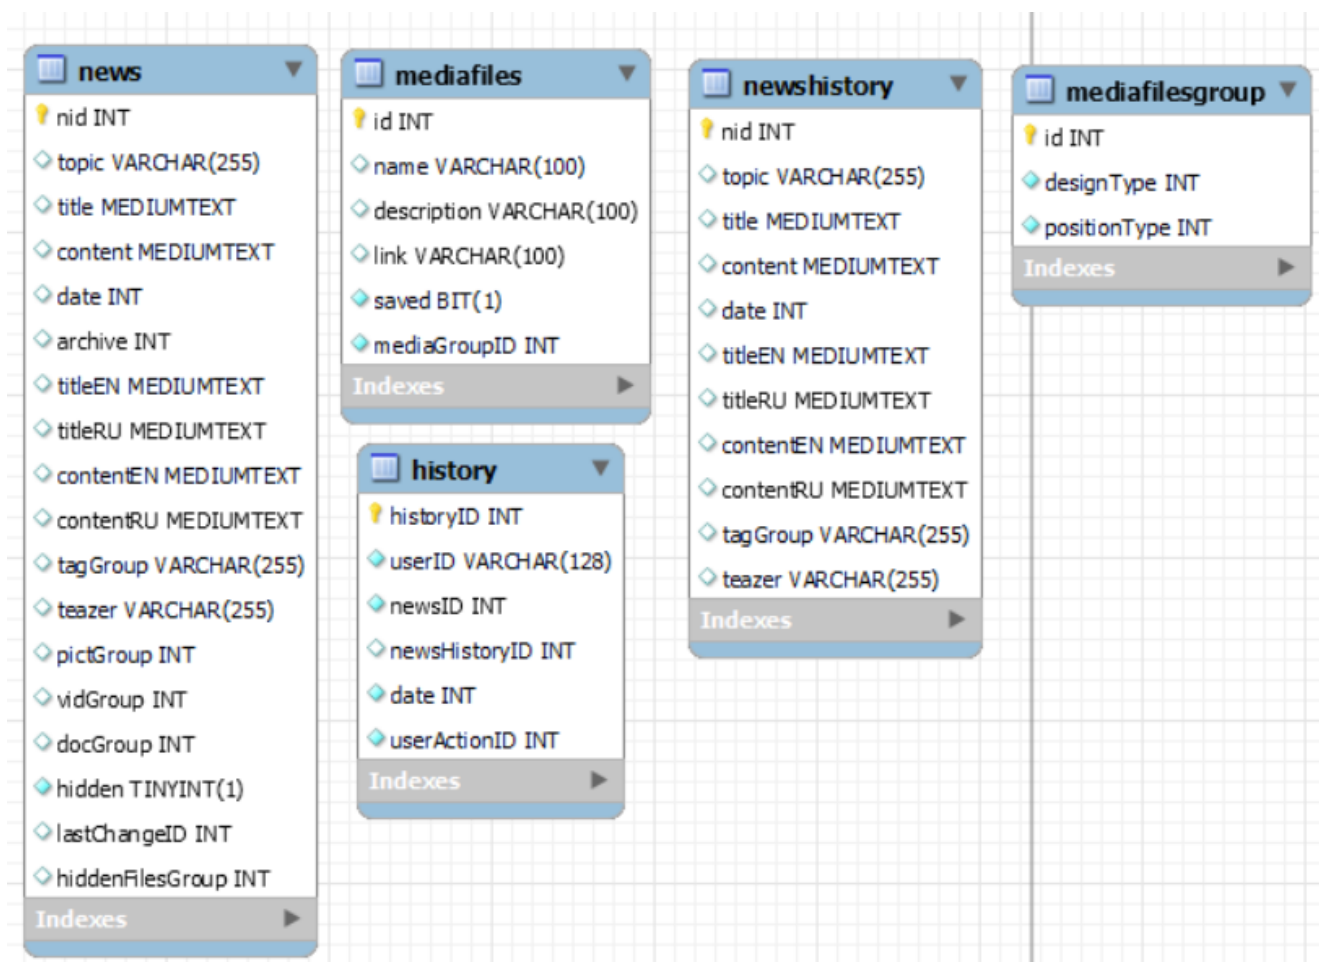 news
nid INT
topic VARCHAR(255)
title MEDIUMTEXT
content MEDIUMTEXT
date INT
archive INT
titleEN MEDIUMTEXT
titleRU MEDIUMTEXT
contentEN MEDIUMTEXT
contentRU MEDIUMTEXT
tagGroup VARCHAR(255)
teazer VARCHAR(255)
pictGroup INT
vidGroup INT
docGroup INT
hidden TINYINT(1)
lastChangeID INT
hiddenFilesGroup INT
Indexes
mediafiles
id INT
name VARCHAR(100)
description VARCHAR(100)
link VARCHAR(100)
saved BIT(1)
mediaGroupID INT
Indexes
history
historyID INT
userID VARCHAR(128)
newsID INT
newsHistoryID INT
date INT
userActionID INT
Indexes
newshistory
nid INT
topic VARCHAR(255)
title MEDIUMTEXT
content MEDIUMTEXT
date INT
titleEN MEDIUMTEXT
titleRU MEDIUMTEXT
contentEN MEDIUMTEXT
contentRU MEDIUMTEXT
tagGroup VARCHAR(255)
teazer VARCHAR(255)
Indexes
mediafilesgroup
id INT
designType INT
positionType INT
Indexes